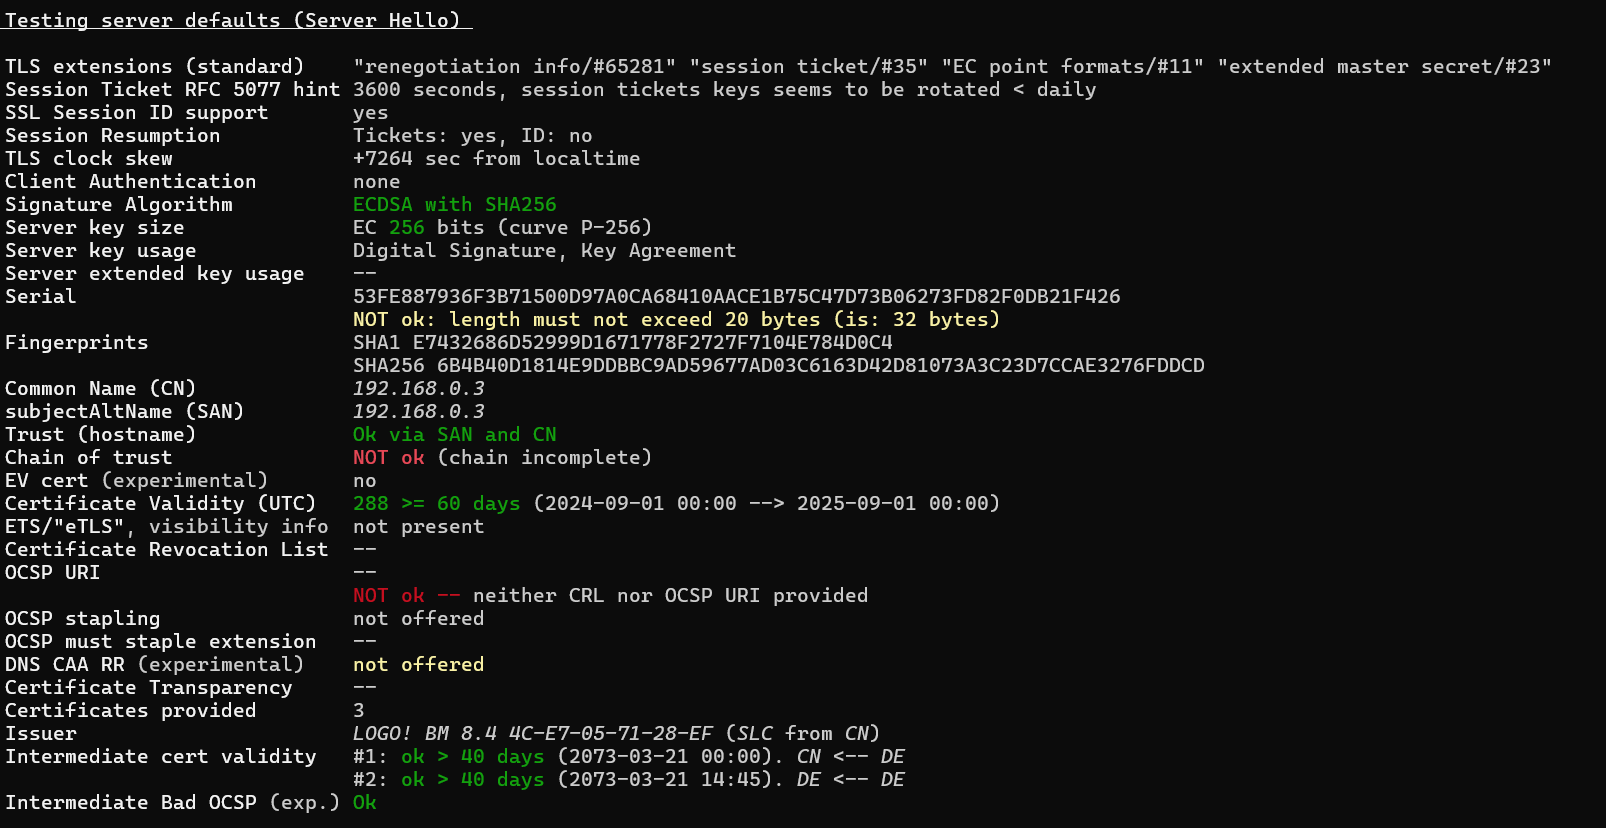 Testing server defaults (Server Hello)
TLS extensions (standard)    "renegotiation info/#65281" "session ticket/#35" "EC point formats/#11" "extended master secret/#23"
Session Ticket RFC 5077 hint 3600 seconds, session tickets keys seems to be rotated < daily
SSL Session ID support       yes
Session Resumption           Tickets: yes, ID: no
TLS clock skew               +7264 sec from localtime
Client Authentication        none
Signature Algorithm          ECDSA with SHA256
Server key size              EC 256 bits (curve P-256)
Server key usage             Digital Signature, Key Agreement
Server extended key usage    --
Serial                       53FE887936F3B71500D97A0CA68410AACE1B75C47D73B06273FD82F0DB21F426
                             NOT ok: length must not exceed 20 bytes (is: 32 bytes)
Fingerprints                 SHA1 E7432686D52999D1671778F2727F7104E784D0C4
                             SHA256 6B4B40D1814E9DDBBC9AD59677AD03C6163D42D81073A3C23D7CCAE3276FDDCD
Common Name (CN)             192.168.0.3
subjectAltName (SAN)         192.168.0.3
Trust (hostname)             Ok via SAN and CN
Chain of trust               NOT ok (chain incomplete)
EV cert (experimental)       no
Certificate Validity (UTC)   288 >= 60 days (2024-09-01 00:00 --> 2025-09-01 00:00)
ETS/"eTLS", visibility info  not present
Certificate Revocation List  --
OCSP URI                     --
                             NOT ok -- neither CRL nor OCSP URI provided
OCSP stapling                not offered
OCSP must staple extension   --
DNS CAA RR (experimental)    not offered
Certificate Transparency     --
Certificates provided        3
Issuer                       LOGO! BM 8.4 4C-E7-05-71-28-EF (SLC from CN)
Intermediate cert validity   #1: ok > 40 days (2073-03-21 00:00). CN <-- DE
                             #2: ok > 40 days (2073-03-21 14:45). DE <-- DE
Intermediate Bad OCSP (exp.) Ok